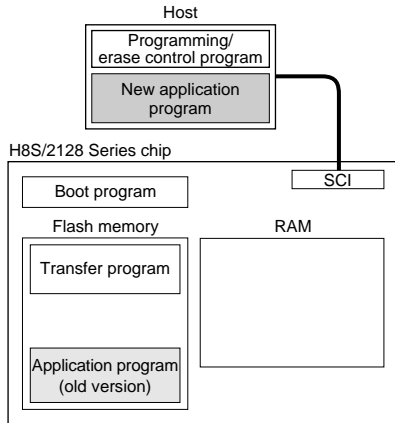 Host
Programming/
erase control program
New application
program
H8S/2128 Series chip
SCI
Boot program
Flash memory
RAM
Transfer program
Application program
(old version)